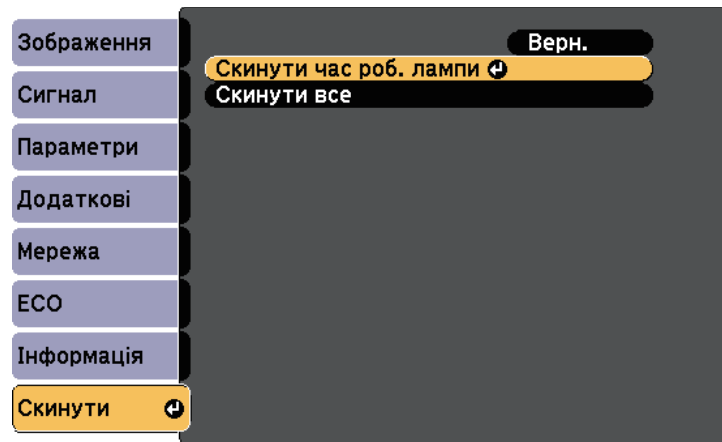 Зображення
Сигнал
Параметри
Додаткові
Мережа
ECO
Інформація
Скинути
Верн.
Скинути час роб. лампи
Скинути все